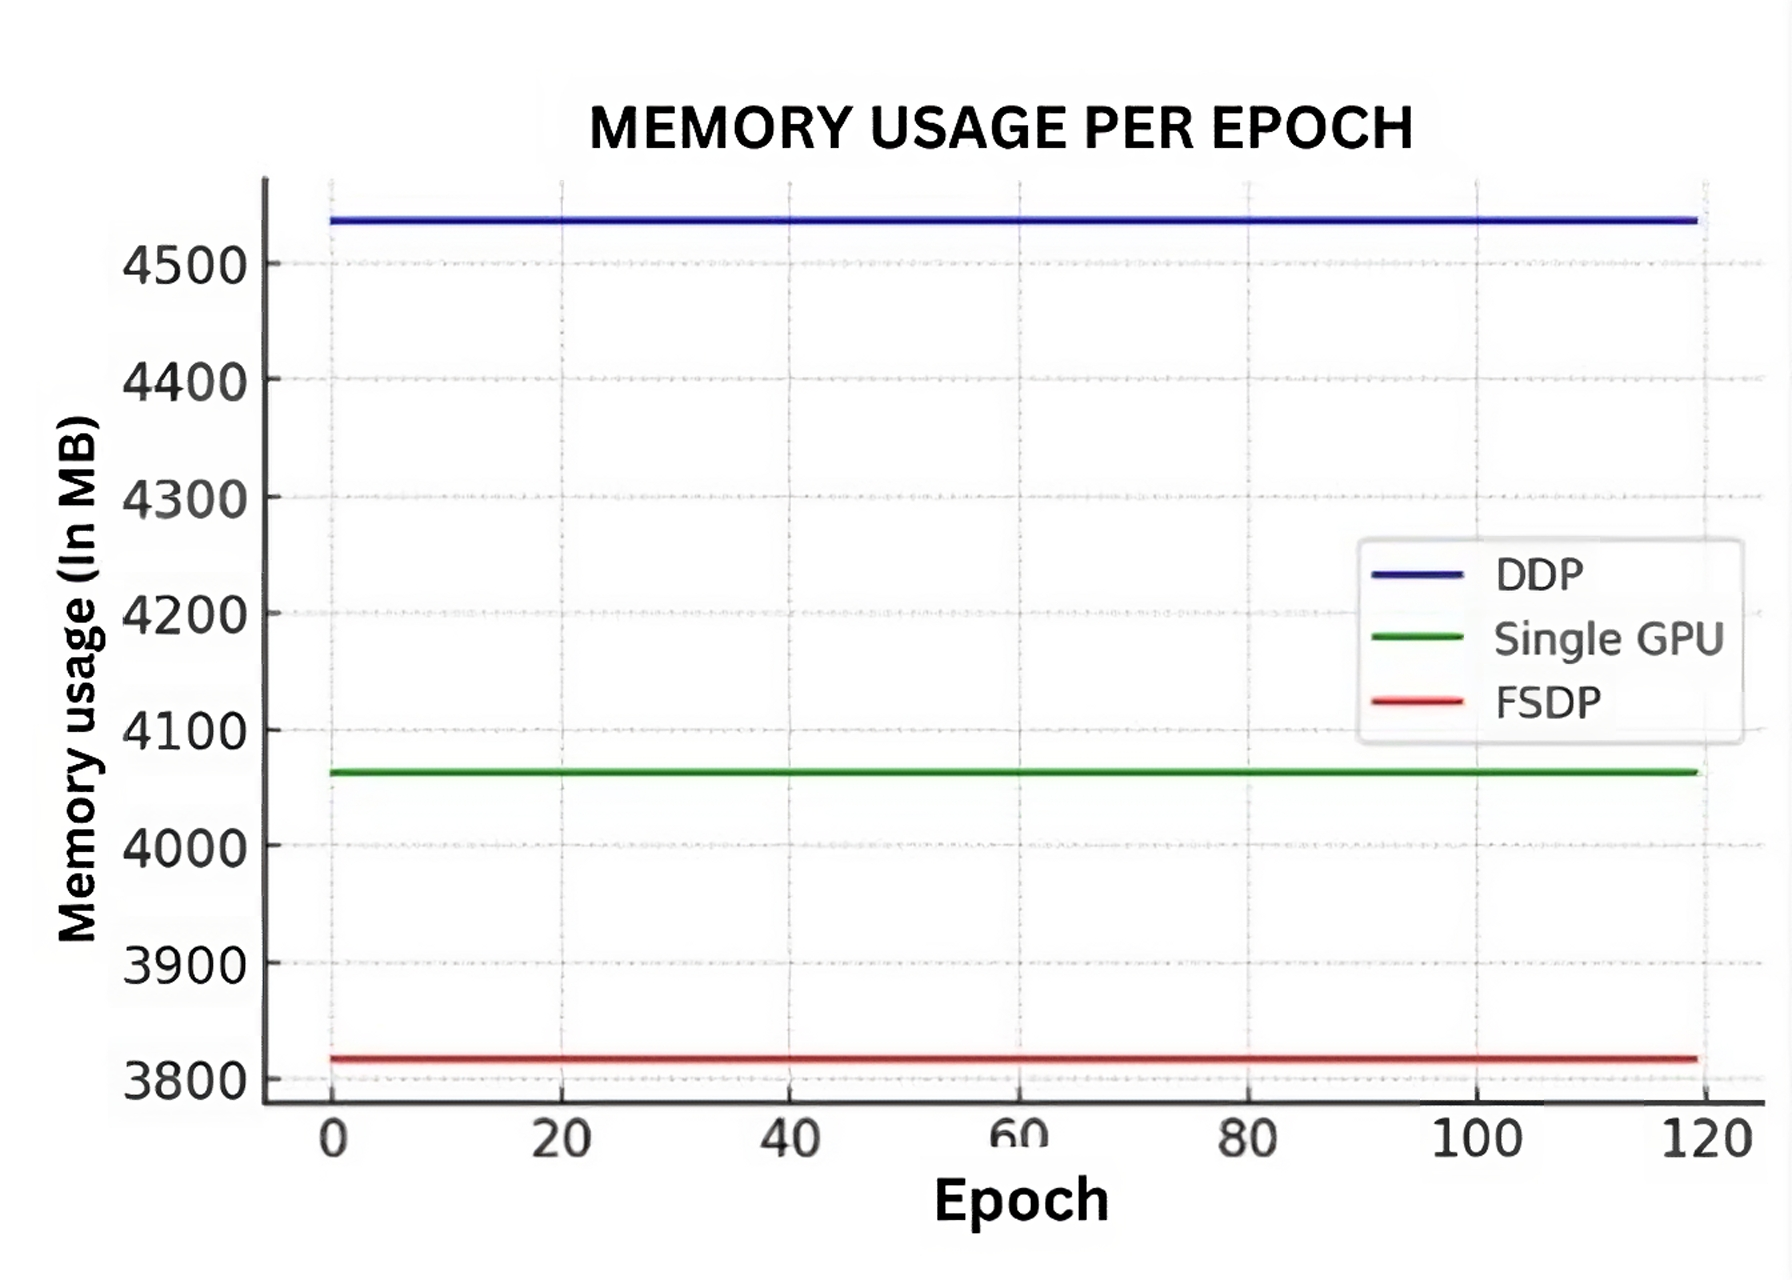 MEMORY USAGE PER EPOCH
Memory usage (In MB)
4500
4400
4300
4200
4100
4000
3900
3800
DDP
Single GPU
FSDP
0 20 40 60 80 100 120
Epoch